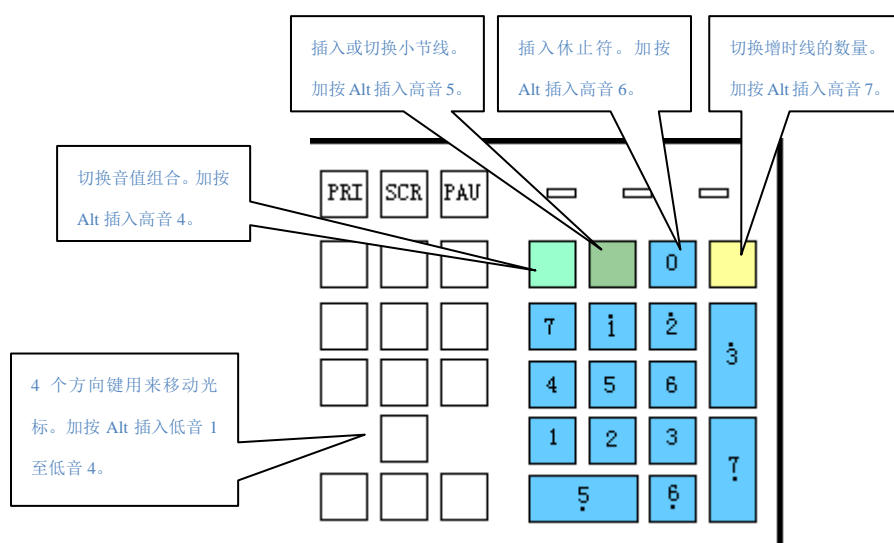 插入或切换小节线。
加按 Alt 插入高音 5。
插入休止符。加按
Alt 插入高音 6。
切换增时线的数量。
加按 Alt 插入高音 7。
切换音值组合。加按
Alt 插入高音 4。
PRI SCR PAU
0
7 i 2̇
3̇
4 5 6
4 个方向键用来移动光
标。加按 Alt 插入低音 1
至低音 4。
1 2 3
7̣
5̣ 6̣